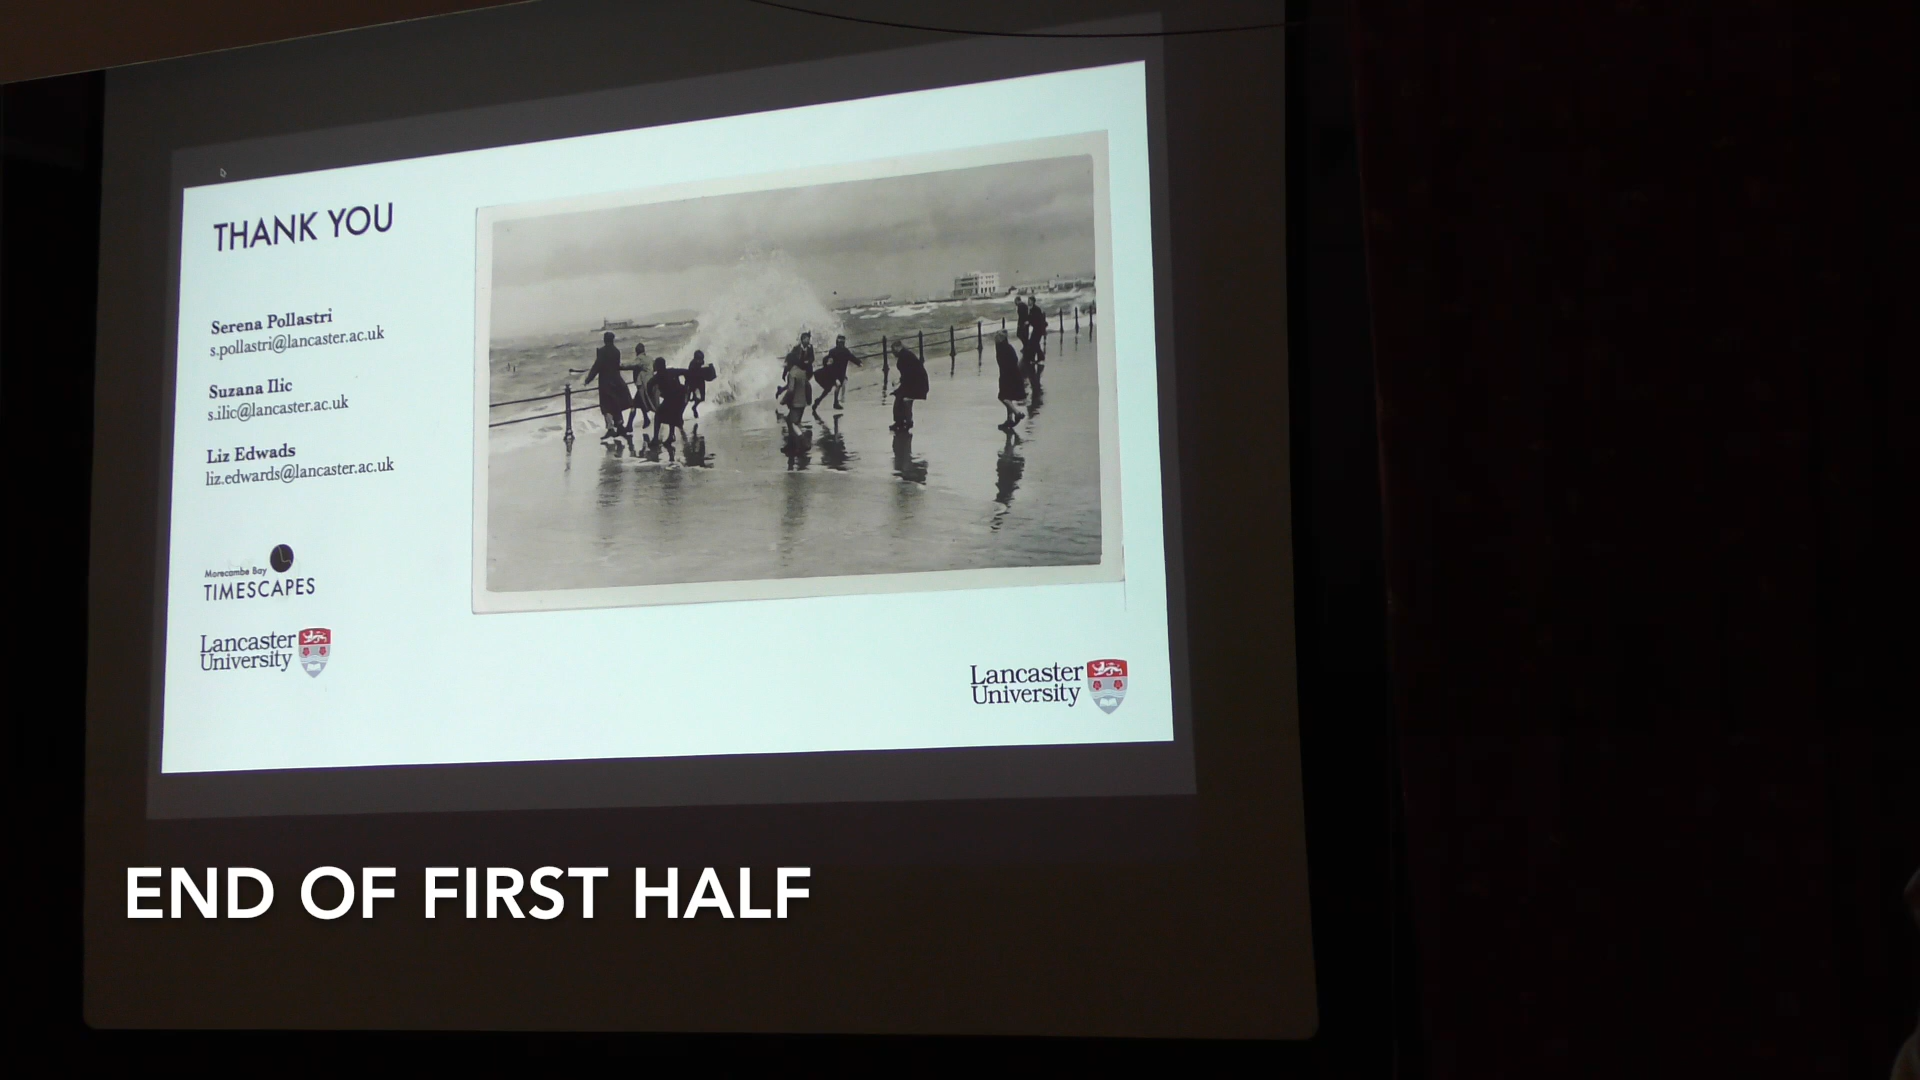 THANK YOU
Serena Pollastri
s.pollastri@lancaster.ac.uk
Suzana Ilic
s.ilic@lancaster.ac.uk
Liz Edwads
liz.edwards@lancaster.ac.uk
Morecambe Bay
TIMESCAPES
Lancaster
University
Lancaster
University
END OF FIRST HALF